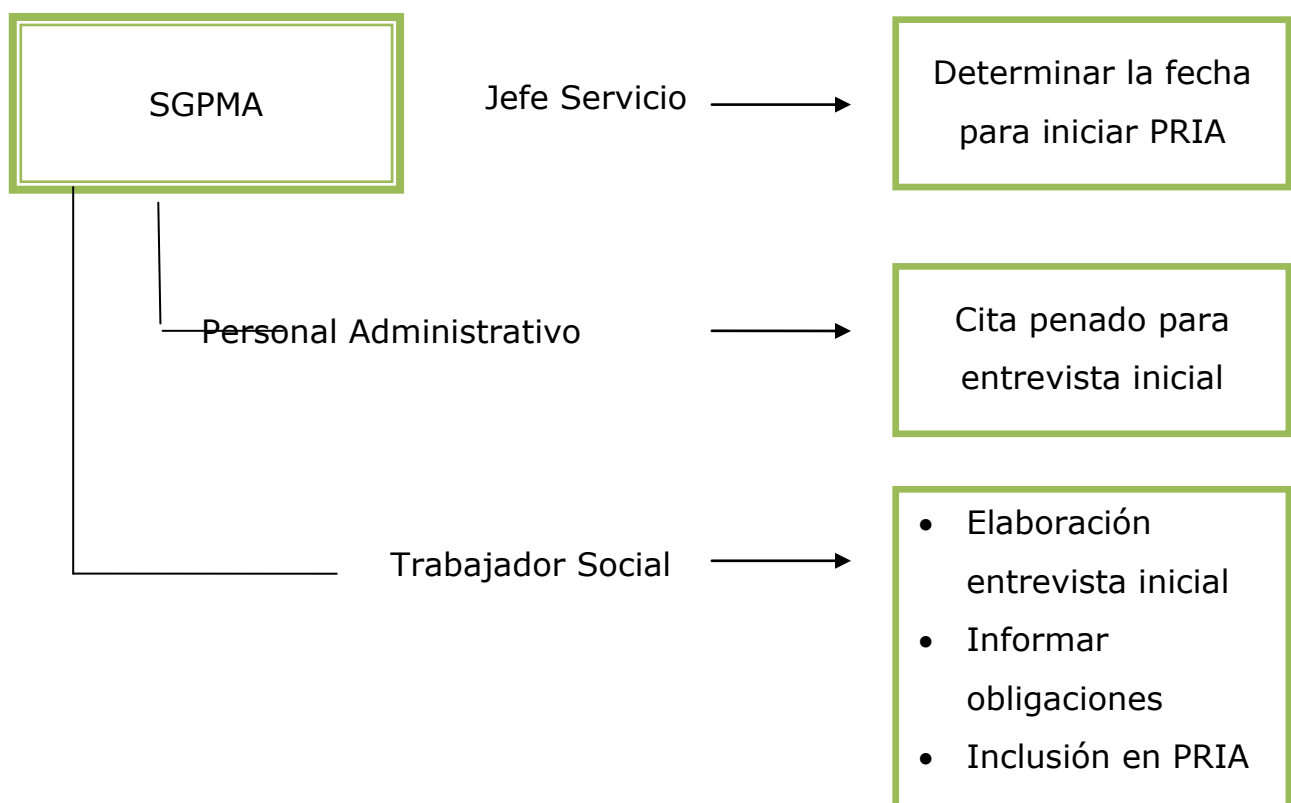 SGPMA
Jefe Servicio
Determinar la fecha
para iniciar PRIA
Personal Administrativo
Cita penado para
entrevista inicial
Trabajador Social
• Elaboración
entrevista inicial
• Informar
obligaciones
• Inclusión en PRIA